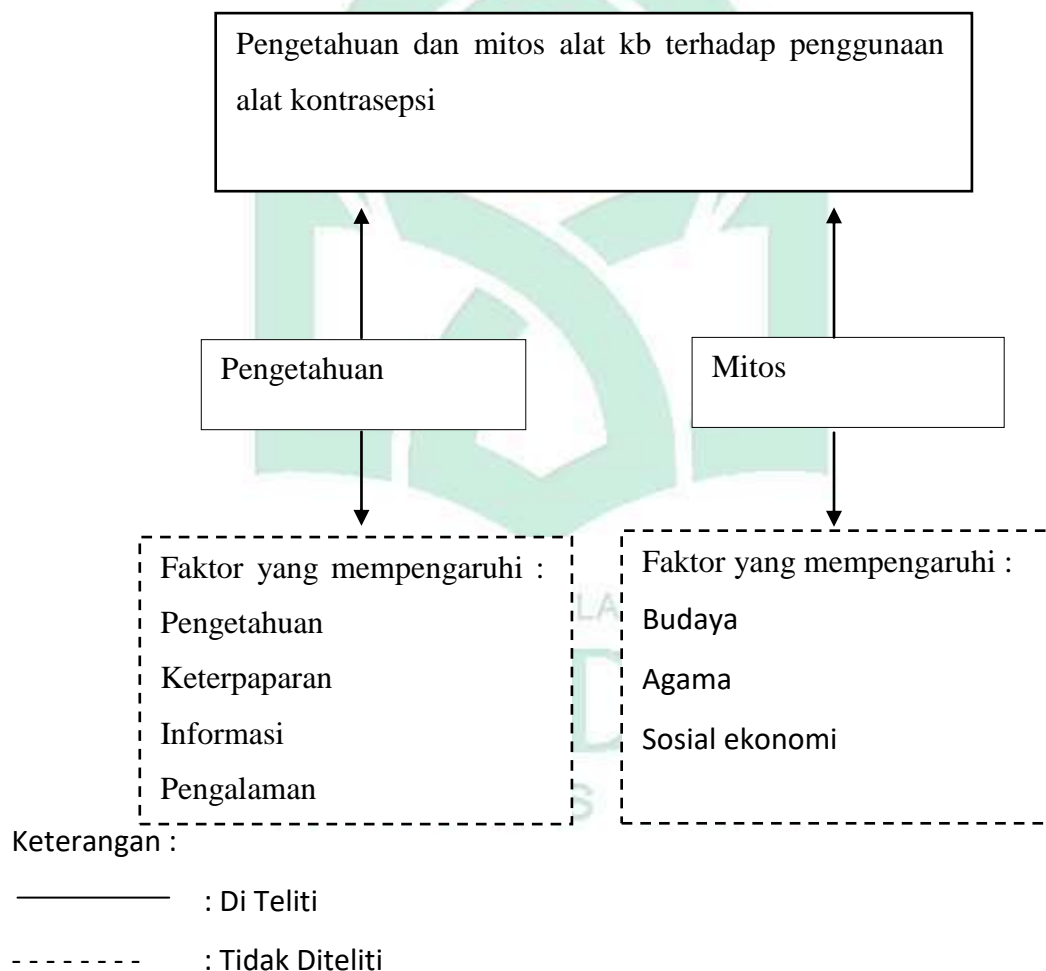 Pengetahuan dan mitos alat kb terhadap penggunaan
alat kontrasepsi
Pengetahuan
Mitos
Faktor yang mempengaruhi :
Pengetahuan
Keterpaparan
Informasi
Pengalaman
Faktor yang mempengaruhi :
Budaya
Agama
Sosial ekonomi
Keterangan :
: Di Teliti
: Tidak Diteliti